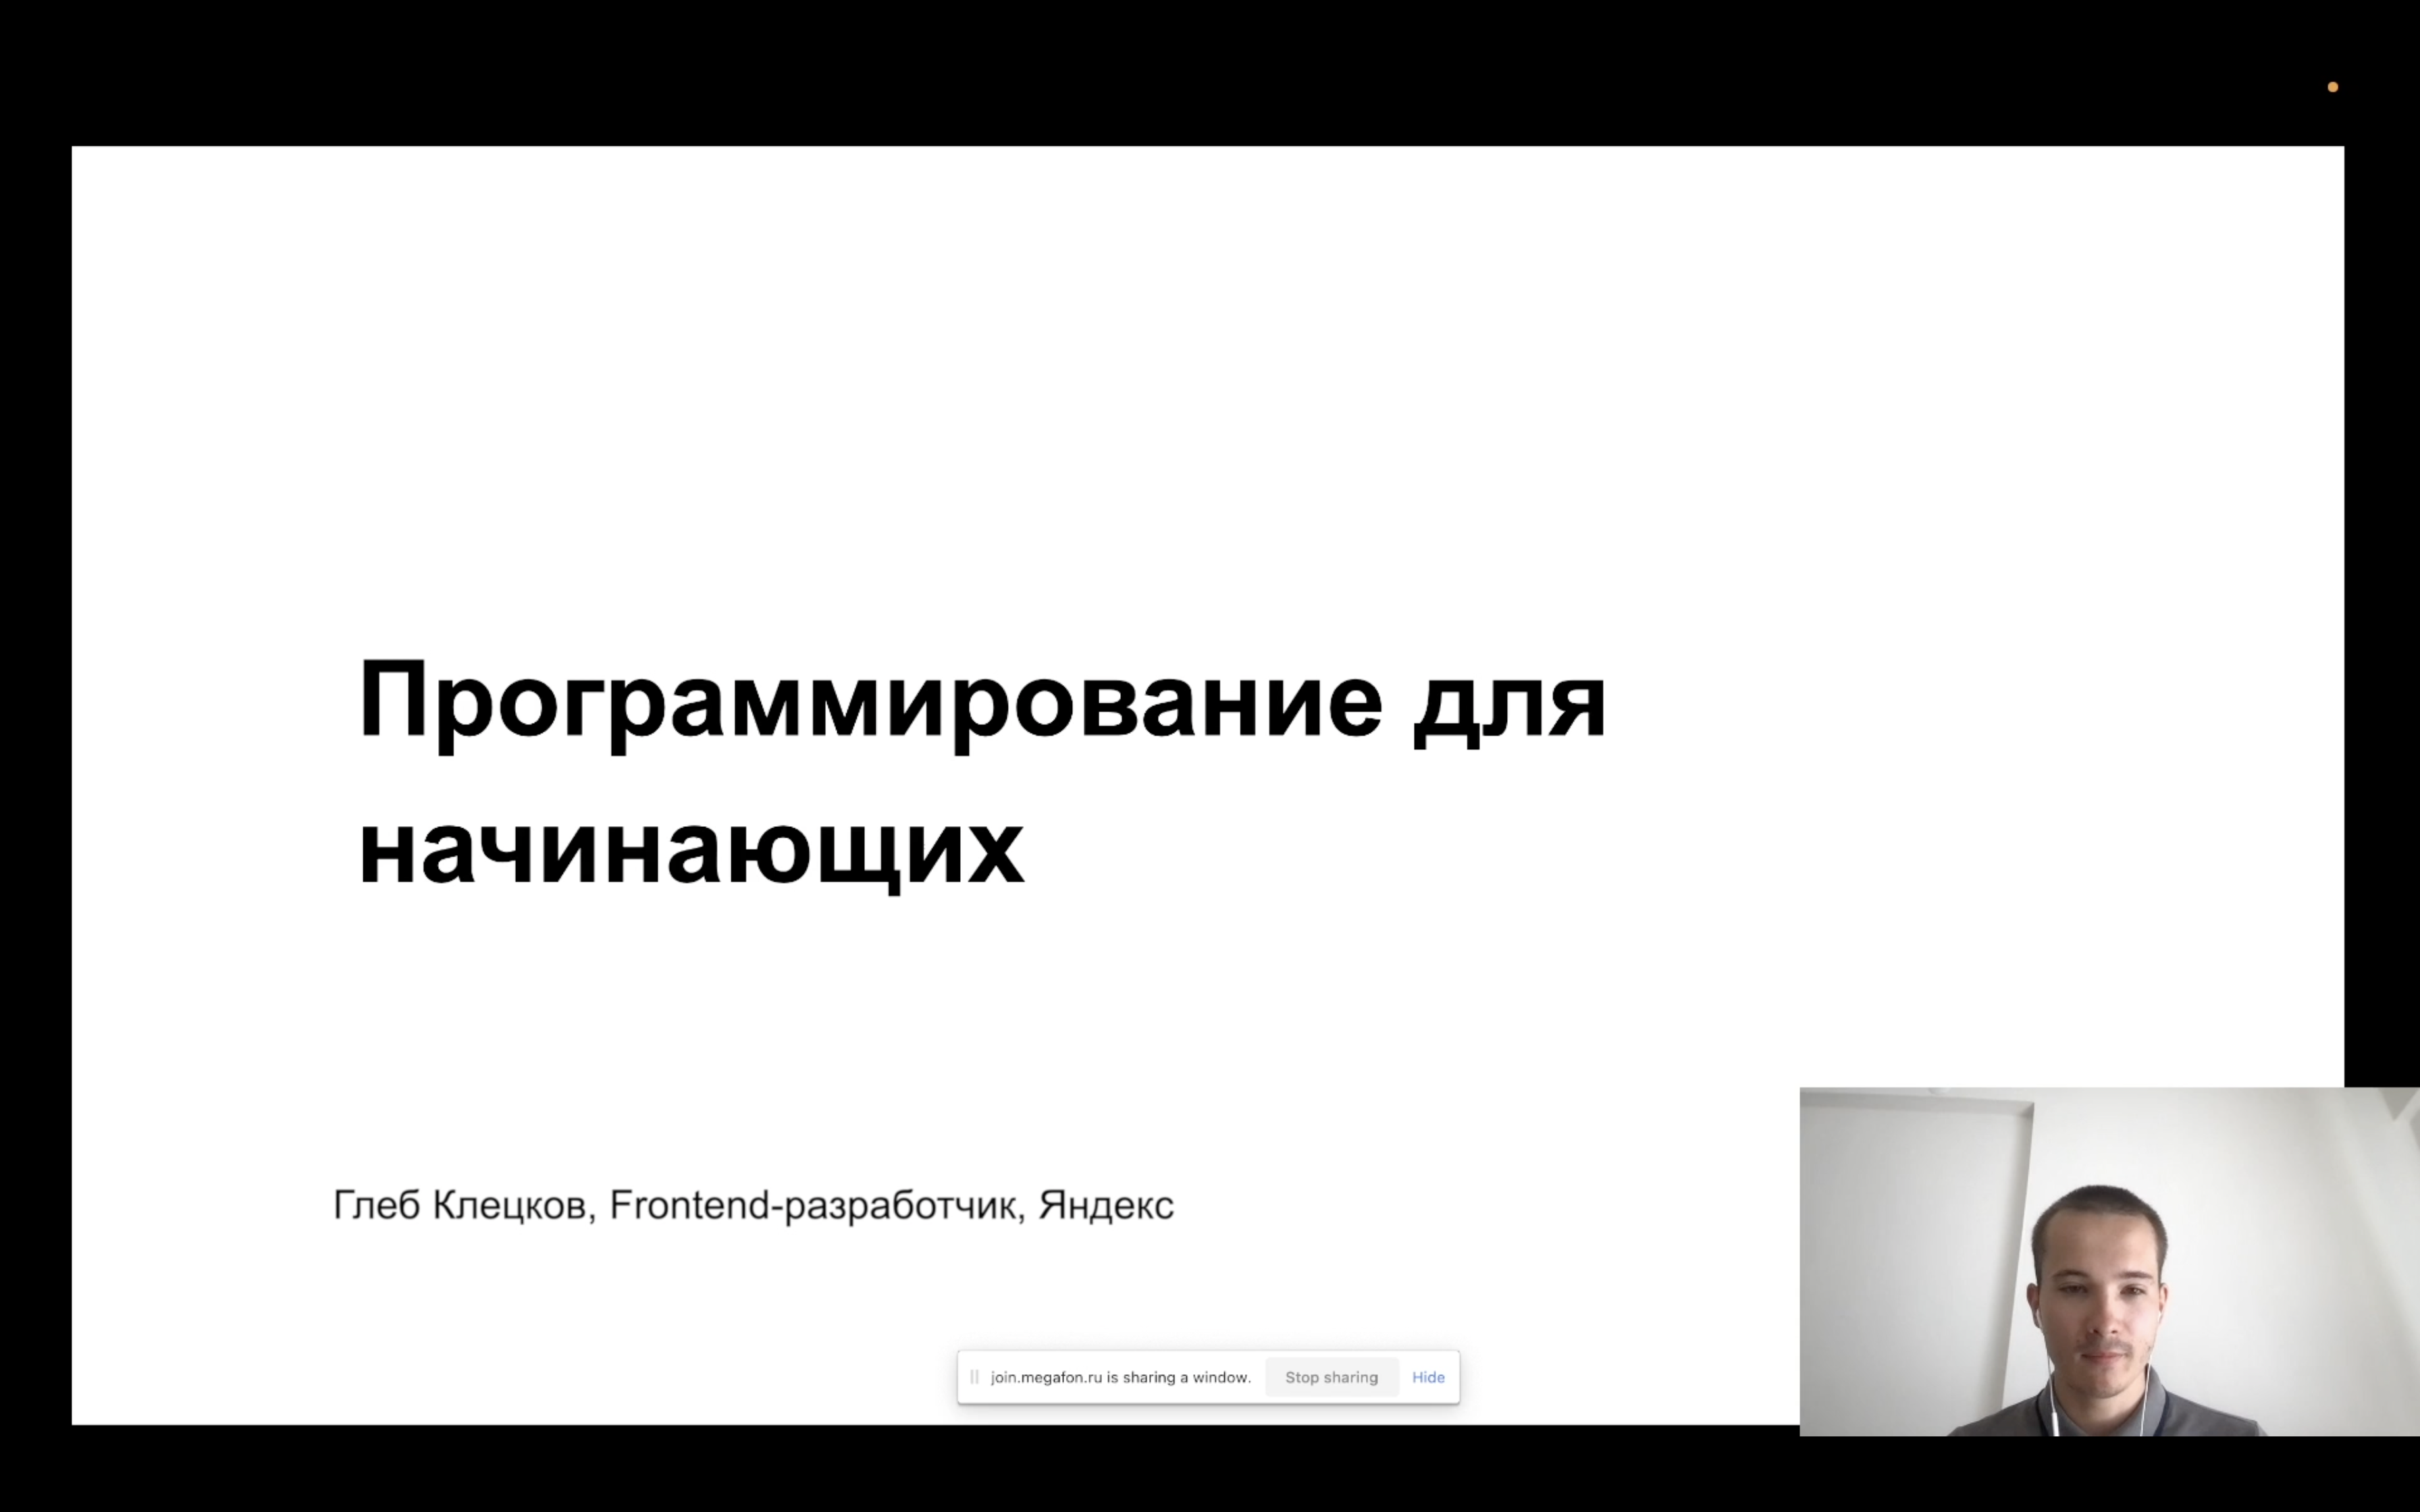 Программирование для
начинающих
Глеб Клецков, Frontend-разработчик, Яндекс
join.megafon.ru is sharing a window. Stop sharing Hide